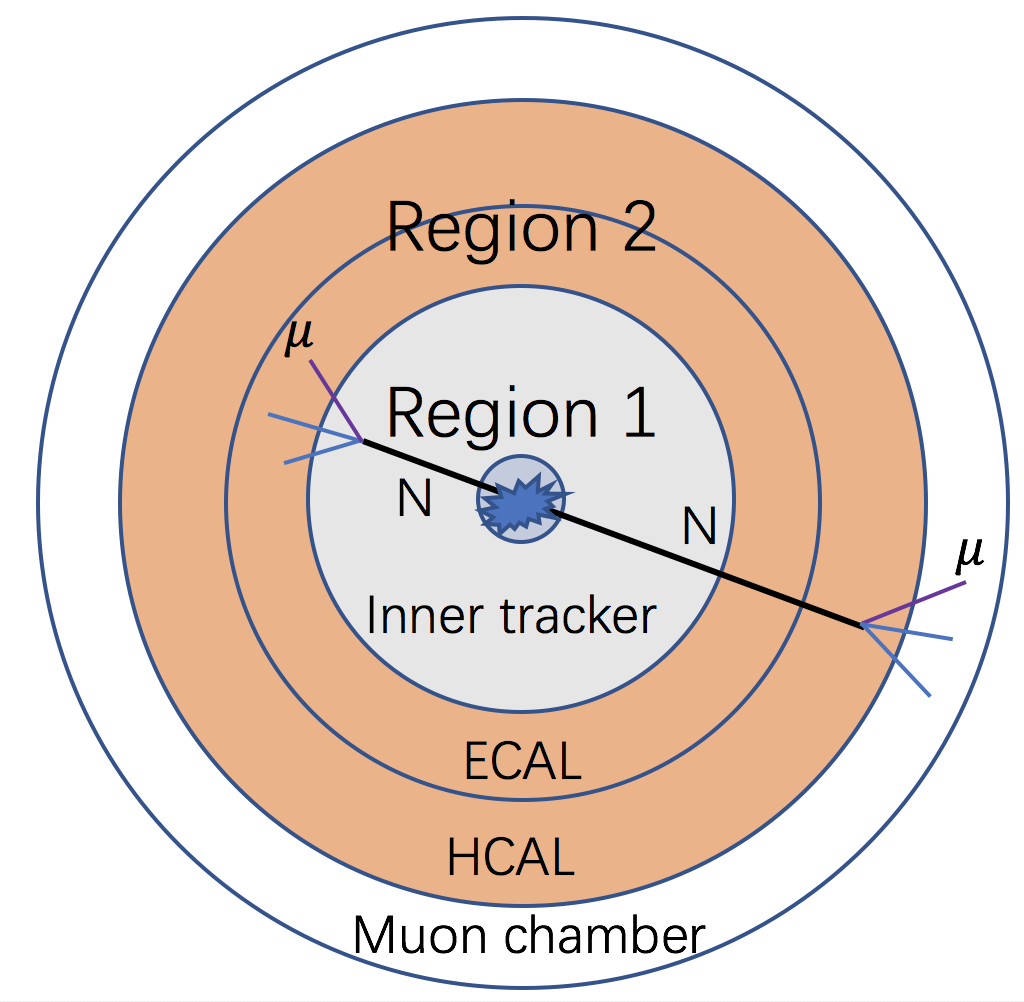 Region 2
μ
Region 1
N
N
μ
Inner tracker
ECAL
HCAL
Muon chamber